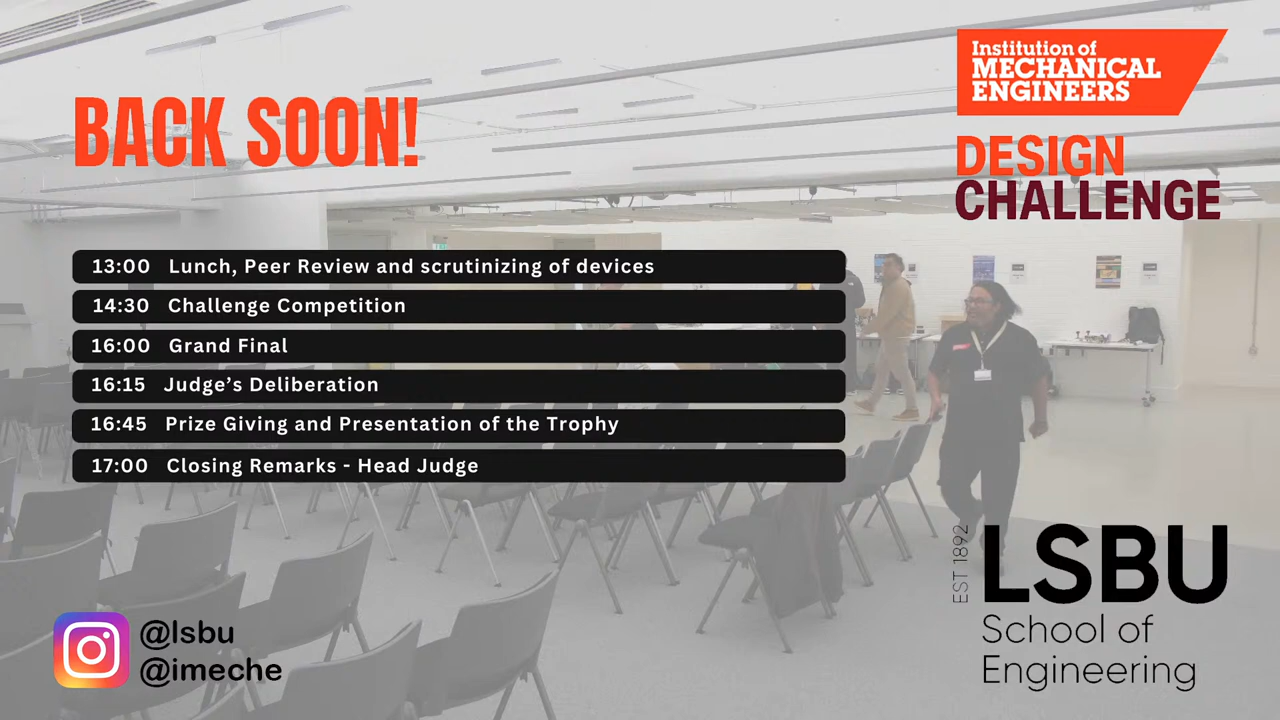 Institution of
MECHANICAL
ENGINEERS
DESIGN
CHALLENGE
BACK SOON!
13:00 Lunch, Peer Review and scrutinizing of devices
14:30 Challenge Competition
16:00 Grand Final
16:15 Judge’s Deliberation
16:45 Prize Giving and Presentation of the Trophy
17:00 Closing Remarks - Head Judge
EST 1892
LSBU
School of
Engineering
@lsbu
@imeche